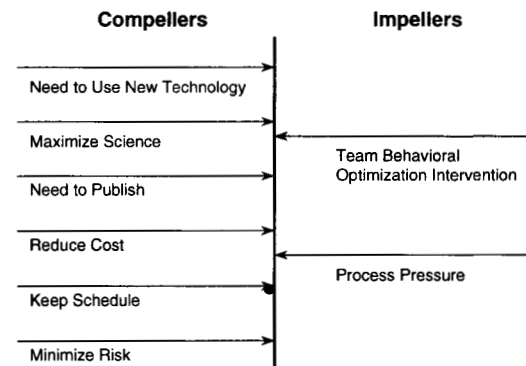 Compellers
Impellers
Need to Use New Technology
Maximize Science
Need to Publish
Reduce Cost
Keep Schedule
Minimize Risk
Team Behavioral
Optimization Intervention
Process Pressure